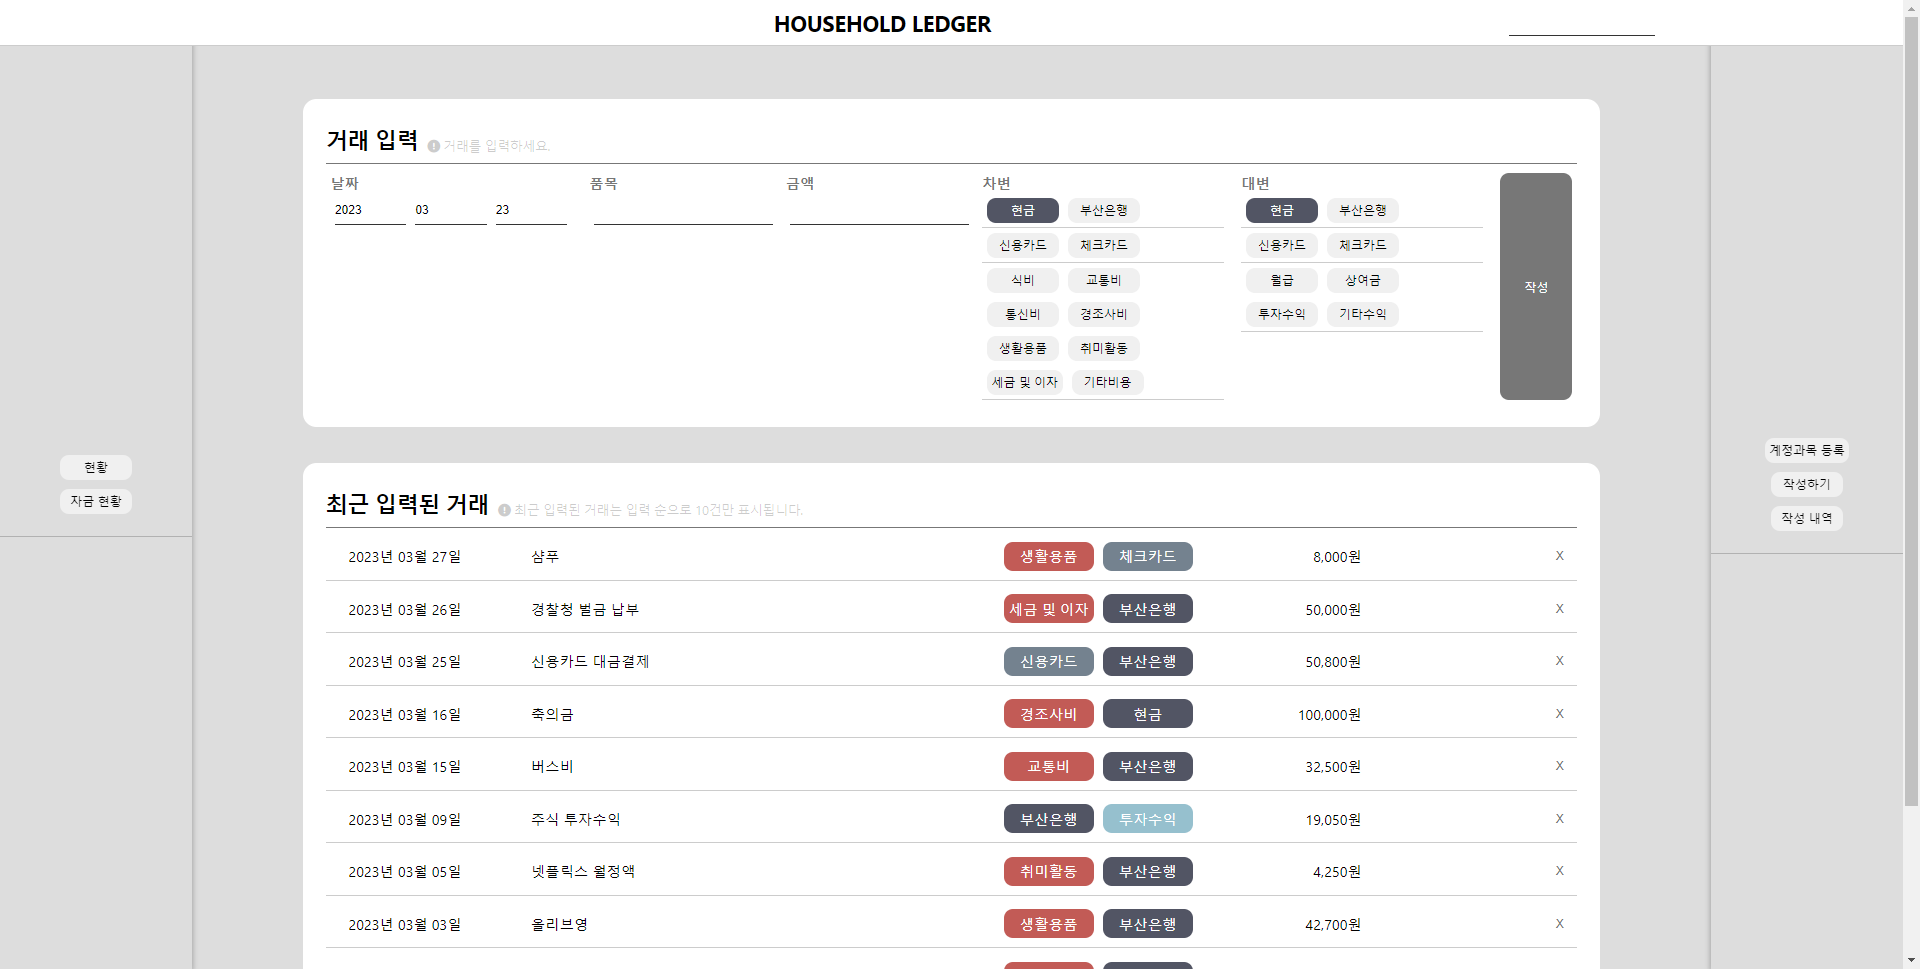 HOUSEHOLD LEDGER
거래 입력 거래를 입력하세요.
날짜 품목 금액 차변 대변
2023 03 23 현금 부산은행 현금 부산은행
신용카드 체크카드 신용카드 체크카드
식비 교통비 월급 상여금
작성
통신비 경조사비 투자수익 기타수익
생활용품 취미활동
세금 및 이자 기타비용
현황
자금 현황
계정과목 등록
작성하기
작성 내역
최근 입력된 거래 최근 입력된 거래는 입력 순으로 10건만 표시됩니다.
2023년 03월 27일 샴푸 생활용품 체크카드 8,000원 X
2023년 03월 26일 경찰청 벌금 납부 세금 및 이자 부산은행 50,000원 X
2023년 03월 25일 신용카드 대금결제 신용카드 부산은행 50,800원 X
2023년 03월 16일 축의금 경조사비 현금 100,000원 X
2023년 03월 15일 버스비 교통비 부산은행 32,500원 X
2023년 03월 09일 주식 투자수익 부산은행 투자수익 19,050원 X
2023년 03월 05일 넷플릭스 월정액 취미활동 부산은행 4,250원 X
2023년 03월 03일 올리브영 생활용품 부산은행 42,700원 X